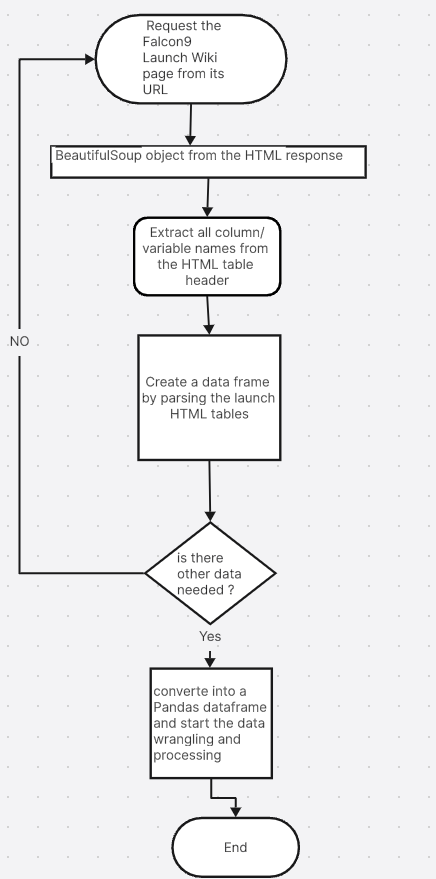 Request the
Falcon9
Launch Wiki
page from its
URL
BeautifulSoup object from the HTML response
Extract all column/
variable names from
the HTML table
header
NO
Create a data frame
by parsing the launch
HTML tables
is there
other data
needed ?
Yes
converte into a
Pandas dataframe
and start the data
wrangling and
processing
End